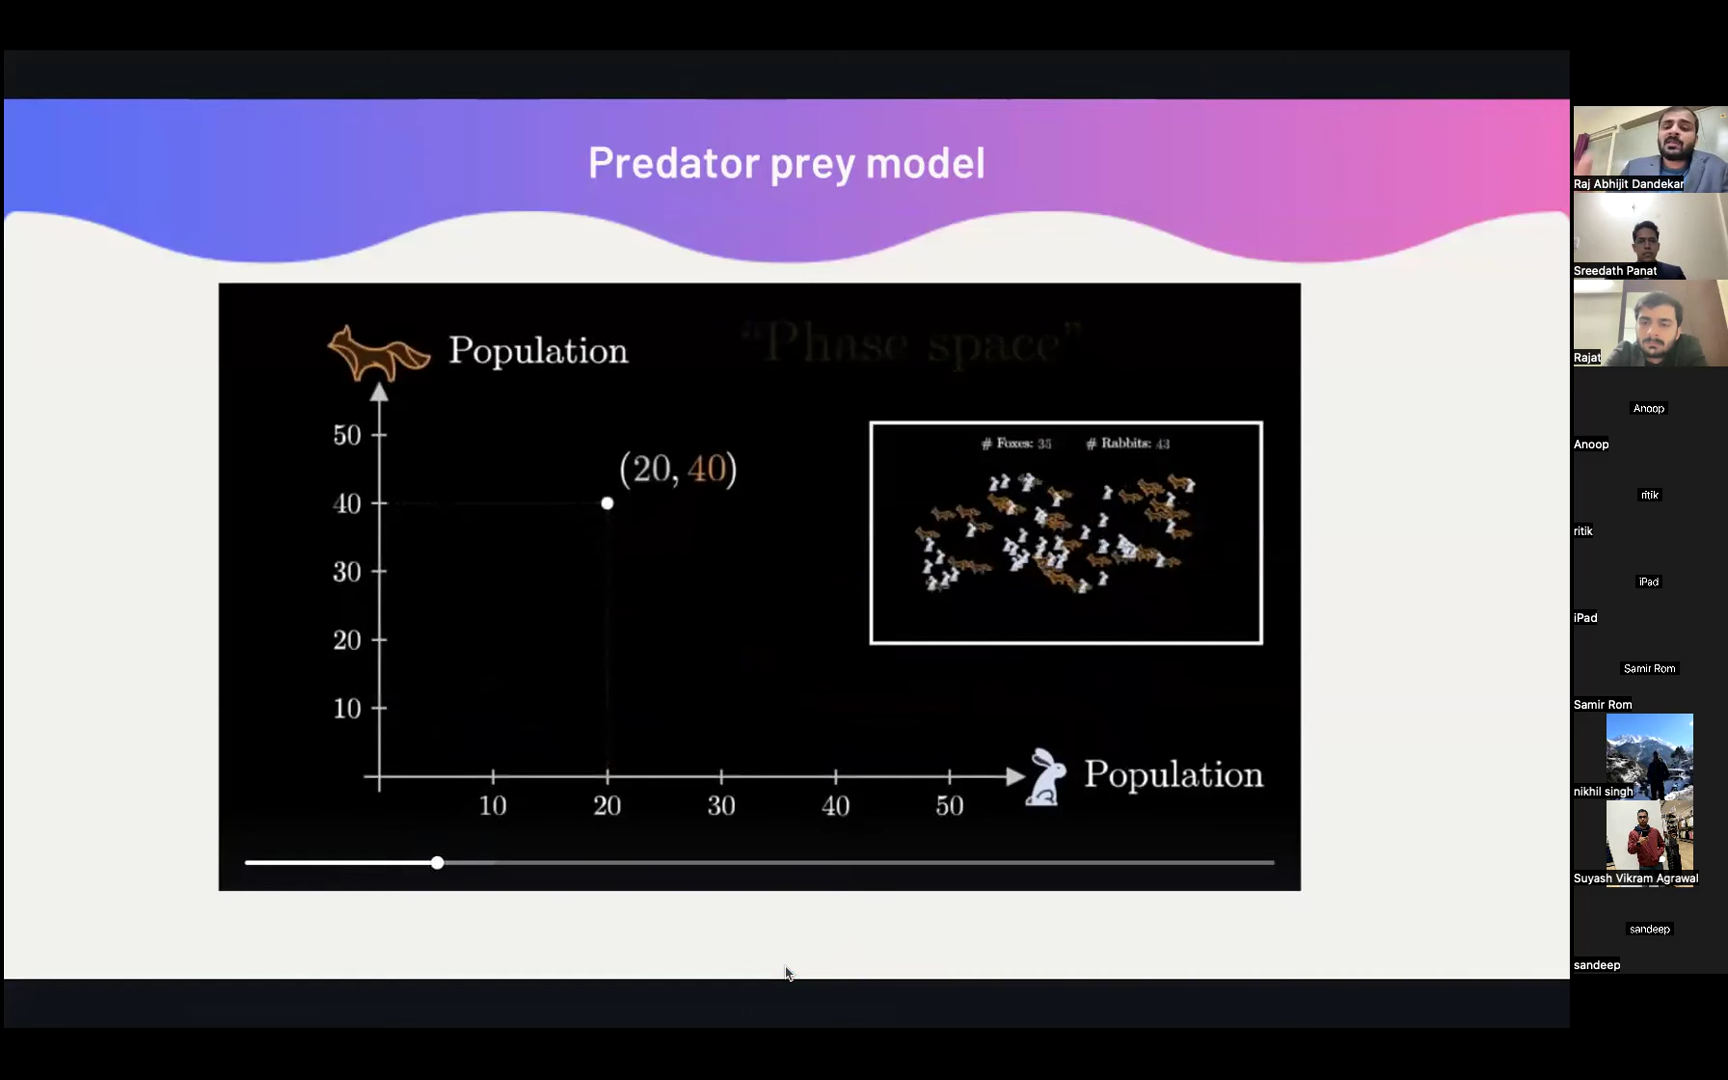 Predator prey model
Population
“Phase space”
50
40
30
20
10
(20, 40)
# Foxes: 35 # Rabbits: 43
10 20 30 40 50
Population
Raj Abhijit Dandekar
Sreedath Panat
Rajat
Anoop
Anoop
ritik
ritik
iPad
iPad
Samir Rom
Samir Rom
nikhil singh
Suyash Vikram Agrawal
sandeep
sandeep